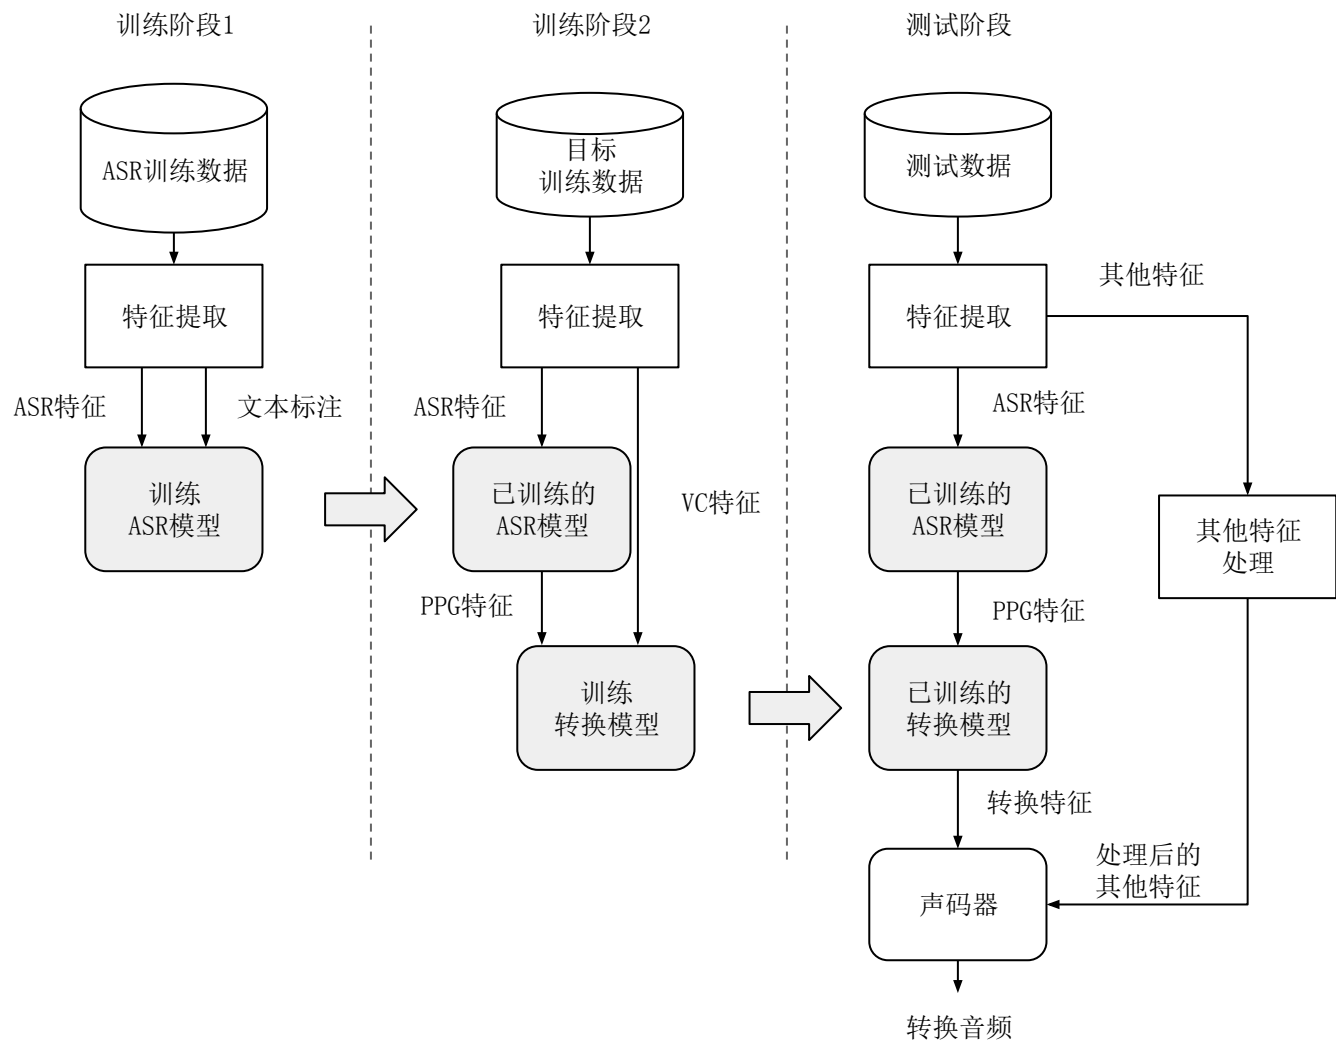 训练阶段1
训练阶段2
测试阶段
ASR训练数据
目标
训练数据
测试数据
特征提取
特征提取
特征提取
其他特征
ASR特征
文本标注
ASR特征
ASR特征
训练
ASR模型
已训练的
ASR模型
VC特征
已训练的
ASR模型
其他特征
处理
PPG特征
PPG特征
训练
转换模型
已训练的
转换模型
转换特征
处理后的
其他特征
声码器
转换音频